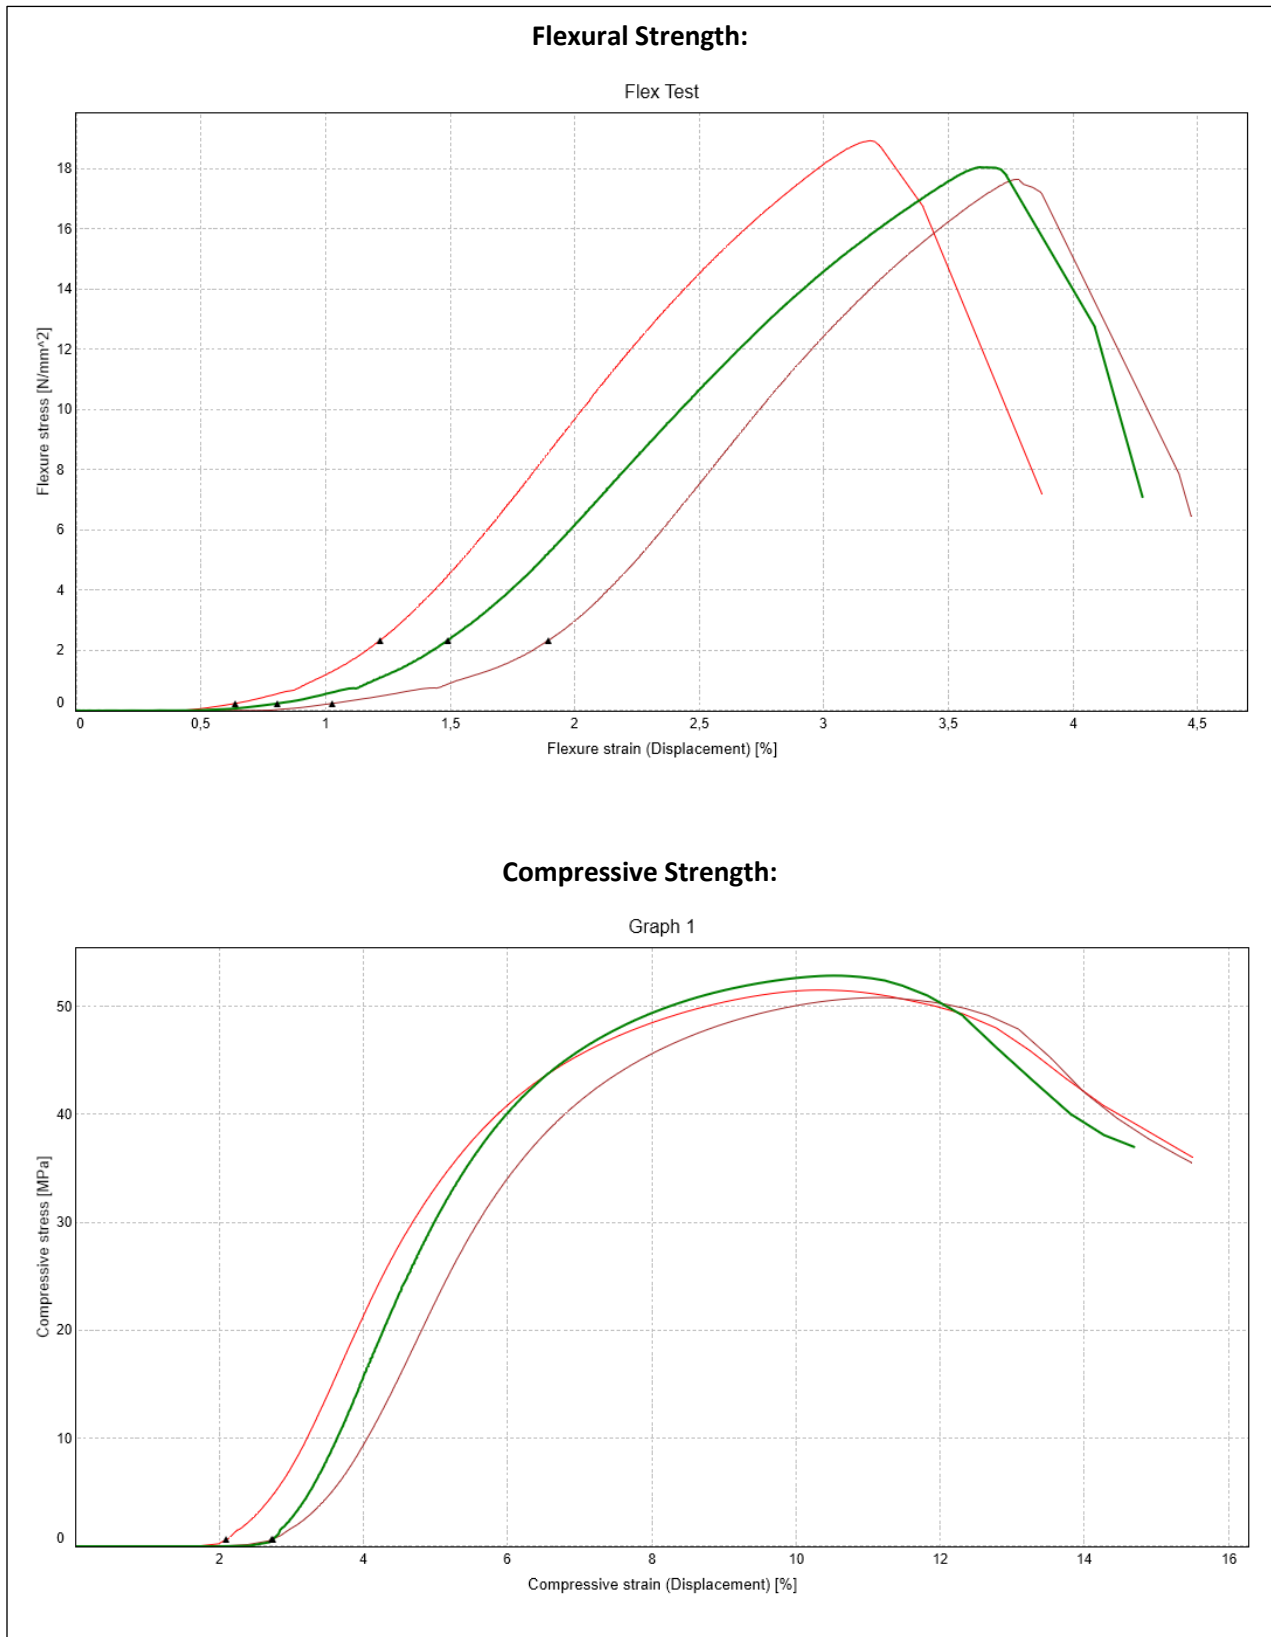 Flexural Strength:
Flex Test
Flexure stress [N/mm^2]
18
16
14
12
10
8
6
4
2
0
0 0,5 1 1,5 2 2,5 3 3,5 4 4,5
Flexure strain (Displacement) [%]
Compressive Strength:
Graph 1
Compressive stress [MPa]
50
40
30
20
10
0
2 4 6 8 10 12 14 16
Compressive strain (Displacement) [%]